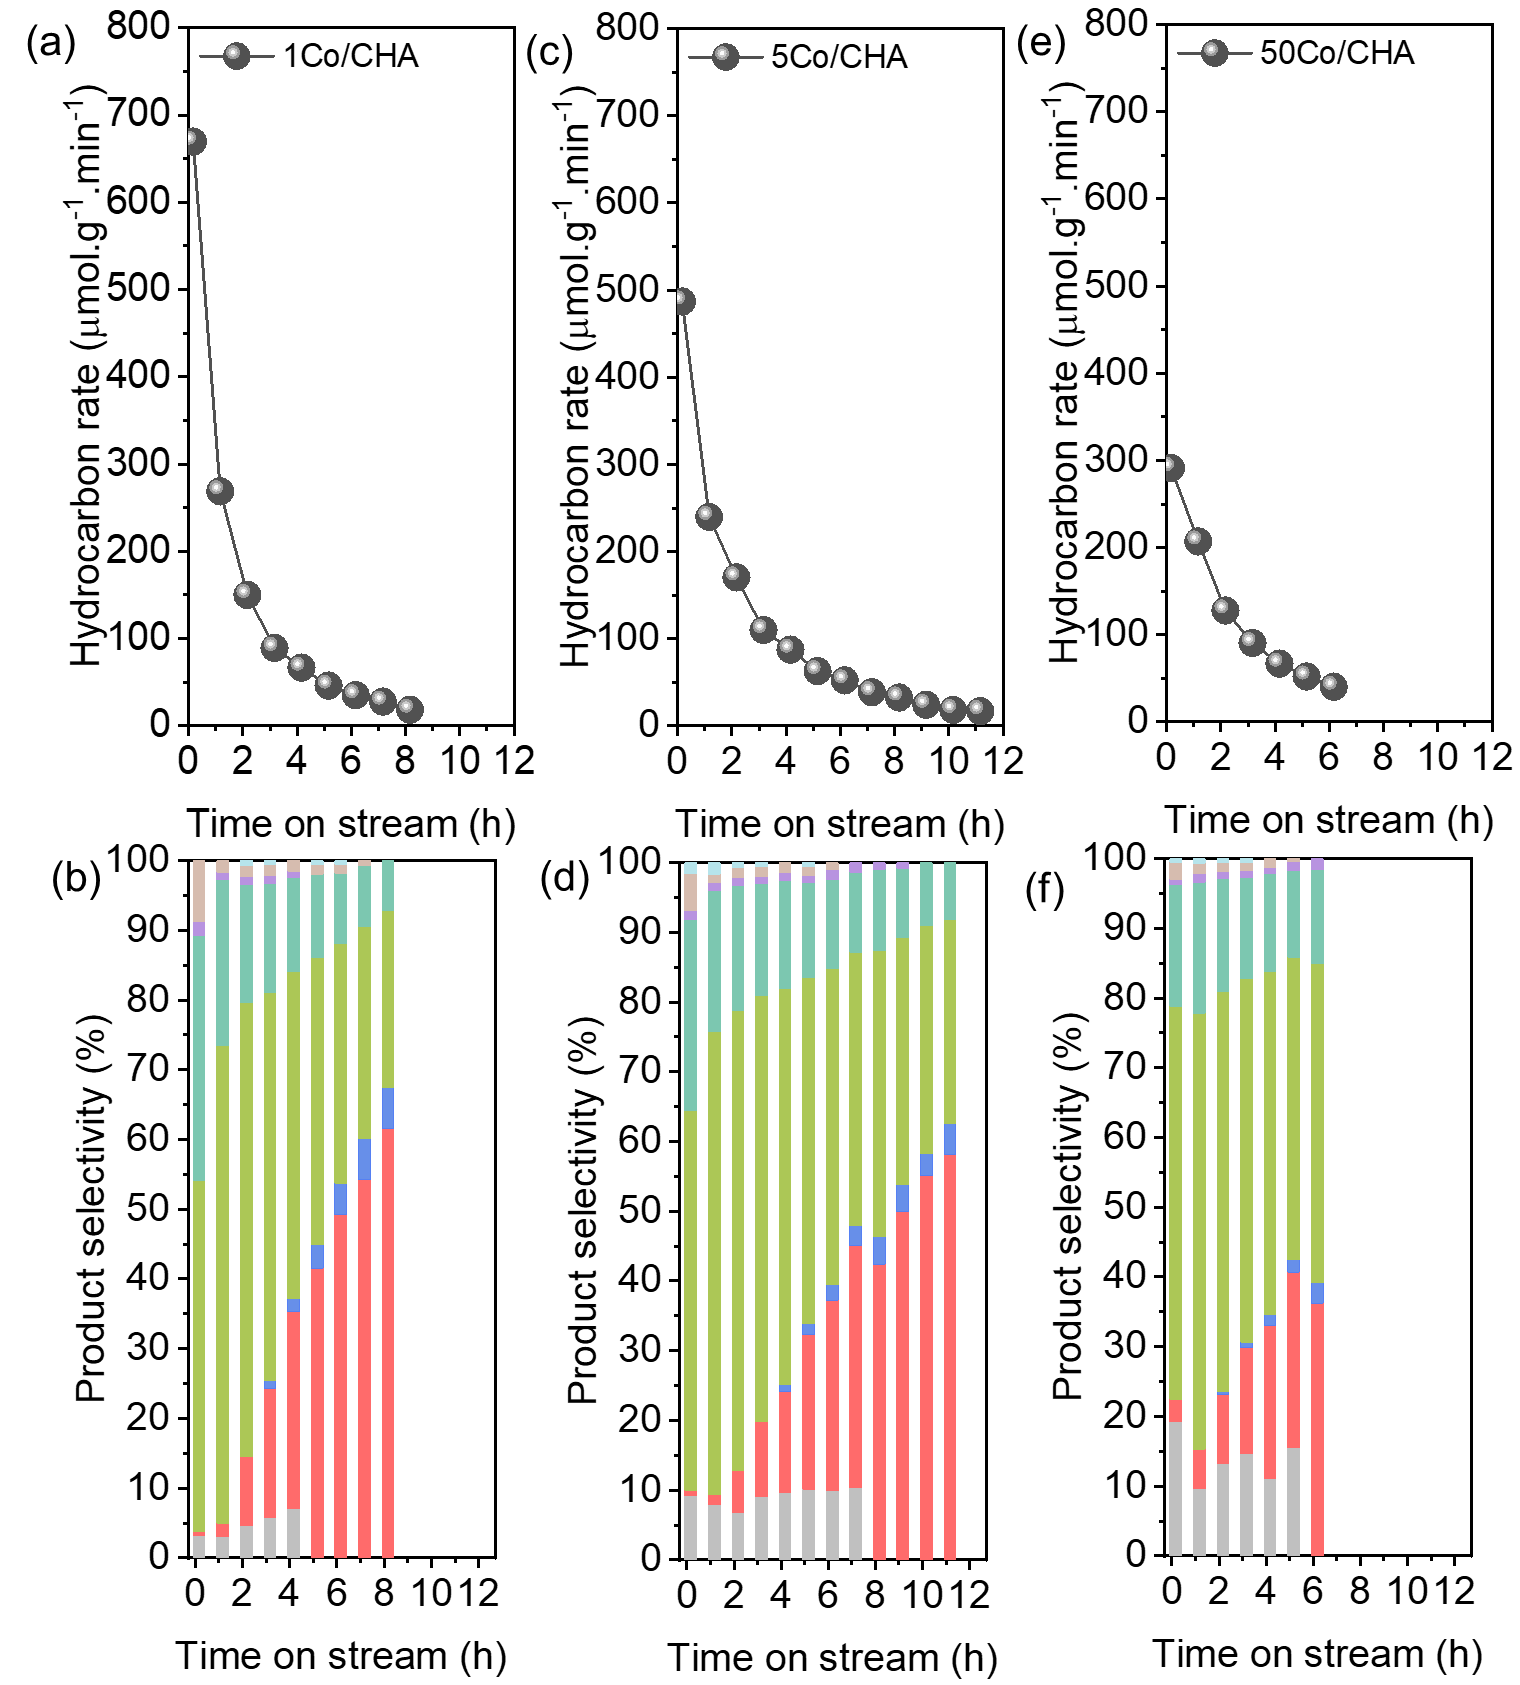 (a)
1Co/CHA
Hydrocarbon rate (μmol.g-1.min-1)
800
700
600
500
400
300
200
100
0
0 2 4 6 8 10 12
Time on stream (h)
(c)
5Co/CHA
Hydrocarbon rate (μmol.g-1.min-1)
800
700
600
500
400
300
200
100
0
0 2 4 6 8 10 12
Time on stream (h)
(e)
50Co/CHA
Hydrocarbon rate (μmol.g-1.min-1)
800
700
600
500
400
300
200
100
0
0 2 4 6 8 10 12
Time on stream (h)
(b)
Product selectivity (%)
100
90
80
70
60
50
40
30
20
10
0
0 2 4 6 8 10 12
Time on stream (h)
(d)
Product selectivity (%)
100
90
80
70
60
50
40
30
20
10
0
0 2 4 6 8 10 12
Time on stream (h)
(f)
Product selectivity (%)
100
90
80
70
60
50
40
30
20
10
0
0 2 4 6 8 10 12
Time on stream (h)